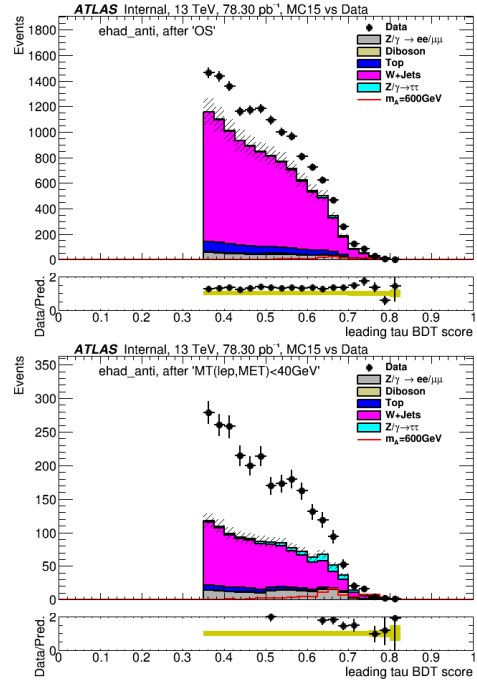 ATLAS Internal, 13 TeV, 78.30 pb⁻¹, MC15 vs Data
Events
ehad_anti, after 'OS'
Data
Z/γ → ee/μμ
Diboson
Top
W+Jets
Z/γ→ττ
m_A=600GeV
1800
1600
1400
1200
1000
800
600
400
200
0
Data/Pred.
2
0
0 0.1 0.2 0.3 0.4 0.5 0.6 0.7 0.8 0.9 1
leading tau BDT score
ATLAS Internal, 13 TeV, 78.30 pb⁻¹, MC15 vs Data
Events
ehad_anti, after 'MT(lep,MET)<40GeV'
Data
Z/γ → ee/μμ
Diboson
Top
W+Jets
Z/γ→ττ
m_A=600GeV
350
300
250
200
150
100
50
0
Data/Pred.
2
0
0 0.1 0.2 0.3 0.4 0.5 0.6 0.7 0.8 0.9 1
leading tau BDT score